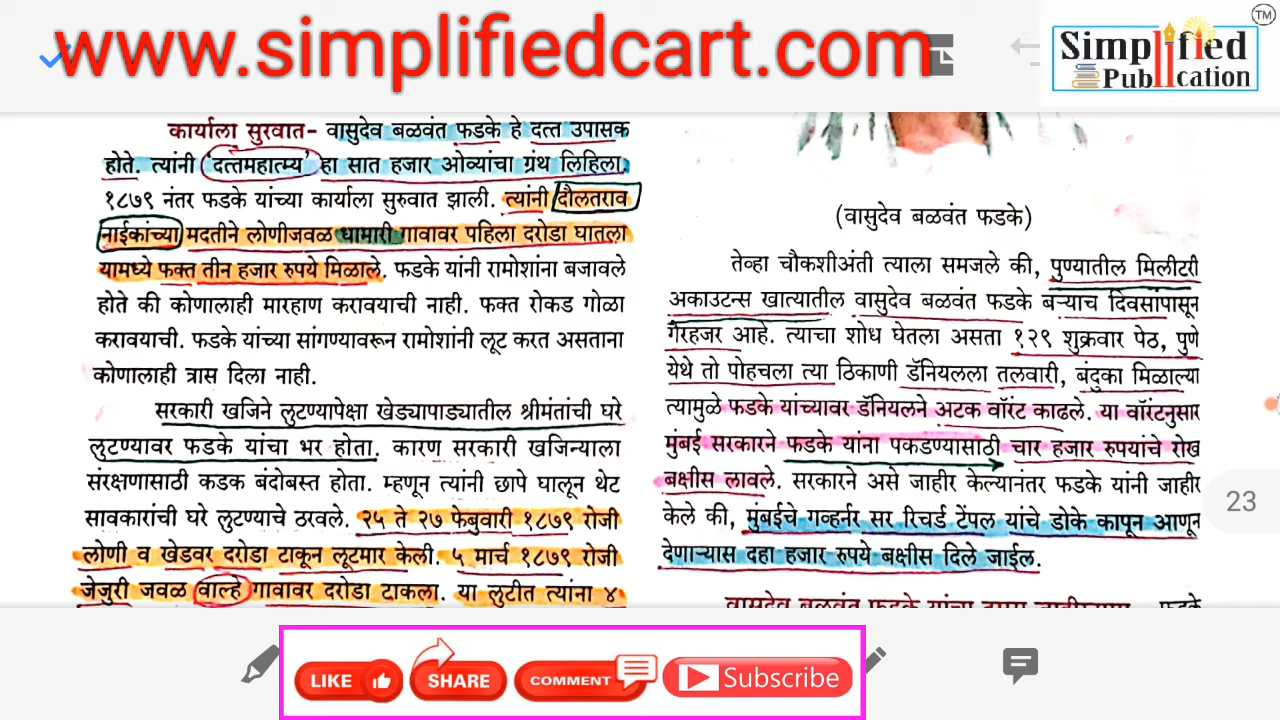 www.simplifiedcart.com
TM
Simplified
Publication
कार्याला सुरवात- वासुदेव बळवंत फडके हे दत्त उपासक
होते. त्यांनी 'दत्तमहात्म्य' हा सात हजार ओव्यांचा ग्रंथ लिहिला.
१८७९ नंतर फडके यांच्या कार्याला सुरुवात झाली. त्यांनी दौलतराव
नाईकांच्या मदतीने लोणीजवळ धामारी गावावर पहिला दरोडा घातला
यामध्ये फक्त तीन हजार रुपये मिळाले. फडके यांनी रामोशांना बजावले
होते की कोणालाही मारहाण करावयाची नाही. फक्त रोकड गोळा
करावयाची. फडके यांच्या सांगण्यावरून रामोशांनी लूट करत असताना
कोणालाही त्रास दिला नाही.
सरकारी खजिने लुटण्यापेक्षा खेड्यापाड्यातील श्रीमंतांची घरे
लुटण्यावर फडके यांचा भर होता. कारण सरकारी खजिन्याला
संरक्षणासाठी कडक बंदोबस्त होता. म्हणून त्यांनी छापे घालून थेट
सावकारांची घरे लुटण्याचे ठरवले. २५ ते २७ फेबुवारी १८७९ रोजी
लोणी व खेडवर दरोडा टाकून लूटमार केली. ५ मार्च १८७९ रोजी
जेजुरी जवळ वाल्हे गावावर दरोडा टाकला. या लुटीत त्यांना ४
(वासुदेव बळवंत फडके)
तेव्हा चौकशीअंती त्याला समजले की, पुण्यातील मिलीटरी
अकाउटन्स खात्यातील वासुदेव बळवंत फडके बऱ्याच दिवसांपासून
गैरहजर आहे. त्याचा शोध घेतला असता १२९ शुक्रवार पेठ, पुणे
येथे तो पोहचला त्या ठिकाणी डॅनियलला तलवारी, बंदुका मिळाल्या
त्यामुळे फडके यांच्यावर डॅनियलने अटक वॉरंट काढले. या वॉरंटनुसार
मुंबई सरकारने फडके यांना पकडण्यासाठी चार हजार रुपयांचे रोख
बक्षीस लावले. सरकारने असे जाहीर केल्यानंतर फडके यांनी जाहीर
केले की, मुंबईचे गव्हर्नर सर रिचर्ड टेंपल यांचे डोके कापून आणून
देणाऱ्यास दहा हजार रुपये बक्षीस दिले जाईल.
वासुदेव बळवंत फडके यांचा
23
LIKE
SHARE
COMMENT
Subscribe